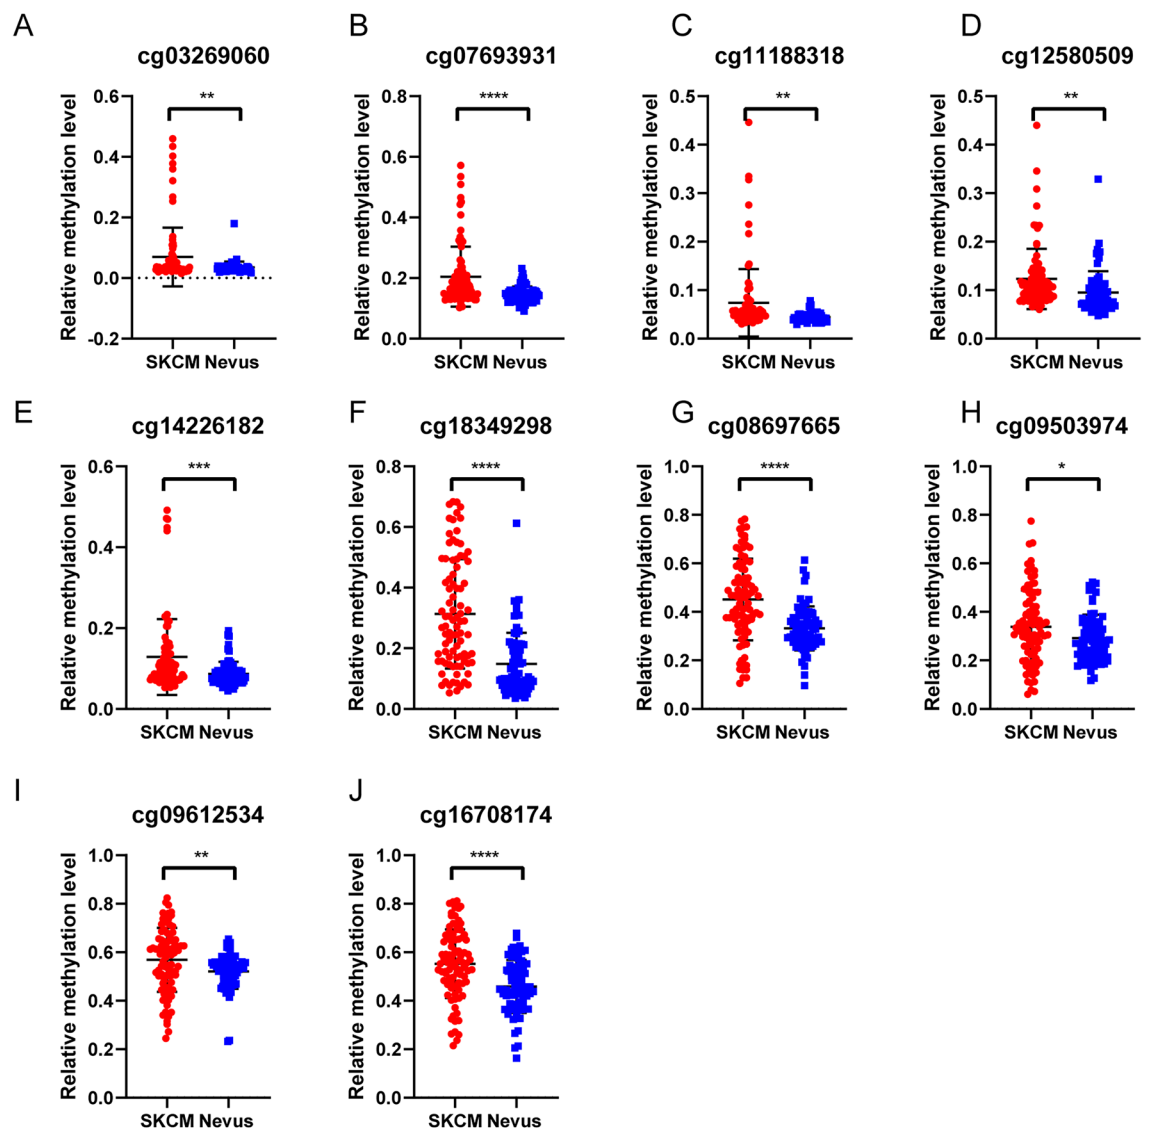 A
cg03269060
**
Relative methylation level
0.6
0.4
0.2
0.0
-0.2
SKCM Nevus
B
cg07693931
****
Relative methylation level
0.8
0.6
0.4
0.2
0.0
SKCM Nevus
C
cg11188318
**
Relative methylation level
0.5
0.4
0.3
0.2
0.1
0.0
SKCM Nevus
D
cg12580509
**
Relative methylation level
0.5
0.4
0.3
0.2
0.1
0.0
SKCM Nevus
E
cg14226182
***
Relative methylation level
0.6
0.4
0.2
0.0
SKCM Nevus
F
cg18349298
****
Relative methylation level
0.8
0.6
0.4
0.2
0.0
SKCM Nevus
G
cg08697665
****
Relative methylation level
1.0
0.8
0.6
0.4
0.2
0.0
SKCM Nevus
H
cg09503974
*
Relative methylation level
1.0
0.8
0.6
0.4
0.2
0.0
SKCM Nevus
I
cg09612534
**
Relative methylation level
1.0
0.8
0.6
0.4
0.2
0.0
SKCM Nevus
J
cg16708174
****
Relative methylation level
1.0
0.8
0.6
0.4
0.2
0.0
SKCM Nevus